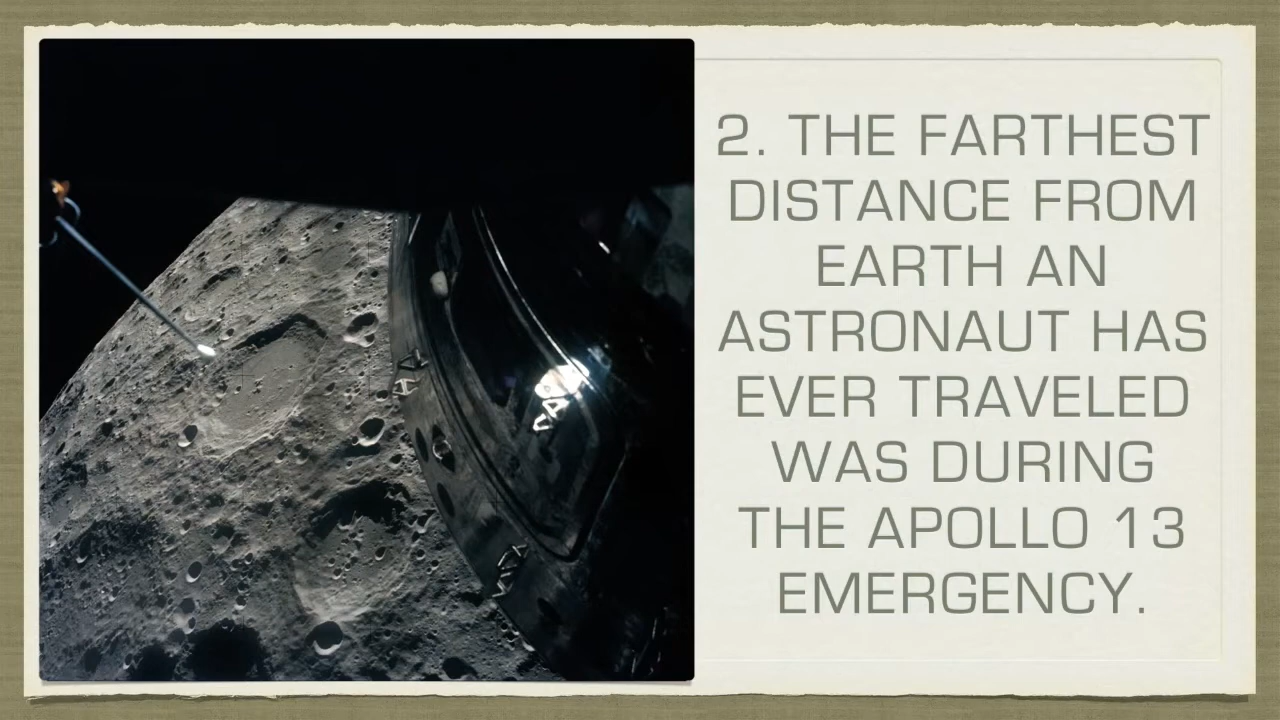 2. THE FARTHEST
DISTANCE FROM
EARTH AN
ASTRONAUT HAS
EVER TRAVELED
WAS DURING
THE APOLLO 13
EMERGENCY.